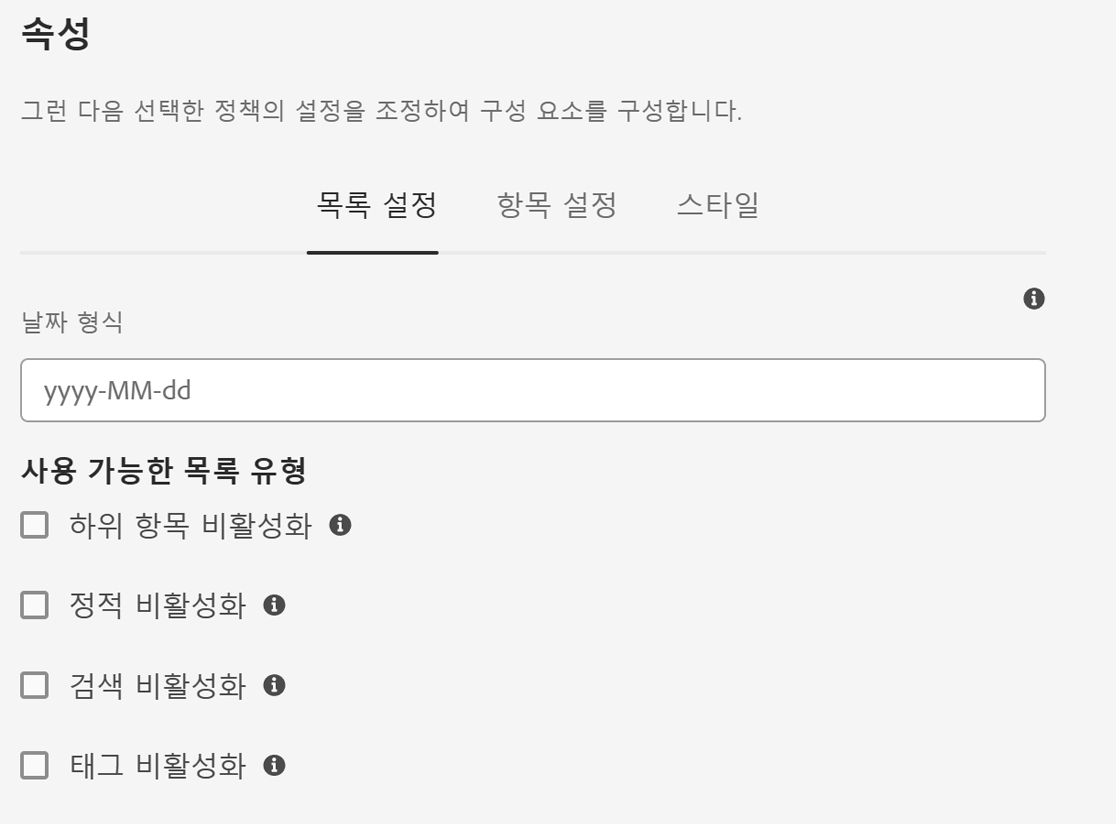 속성
그런 다음 선택한 정책의 설정을 조정하여 구성 요소를 구성합니다.
목록 설정 항목 설정 스타일
날짜 형식
yyyy-MM-dd
사용 가능한 목록 유형
하위 항목 비활성화
정적 비활성화
검색 비활성화
태그 비활성화